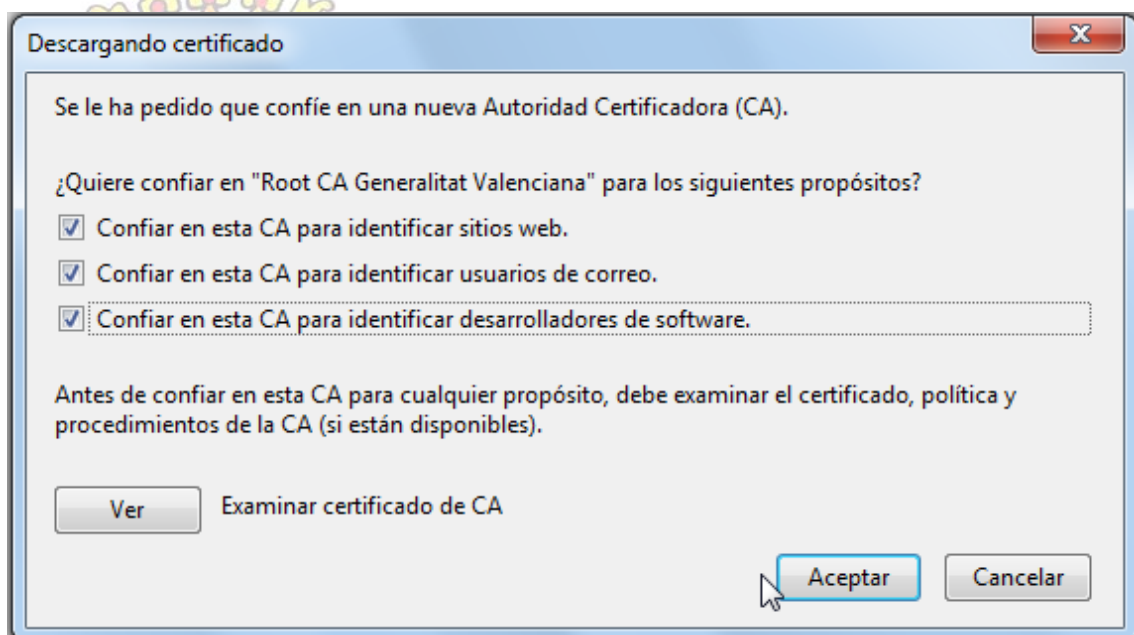 Descargando certificado
Se le ha pedido que confíe en una nueva Autoridad Certificadora (CA).
¿Quiere confiar en "Root CA Generalitat Valenciana" para los siguientes propósitos?
Confiar en esta CA para identificar sitios web.
Confiar en esta CA para identificar usuarios de correo.
Confiar en esta CA para identificar desarrolladores de software.
Antes de confiar en esta CA para cualquier propósito, debe examinar el certificado, política y
procedimientos de la CA (si están disponibles).
Ver Examinar certificado de CA
Aceptar Cancelar